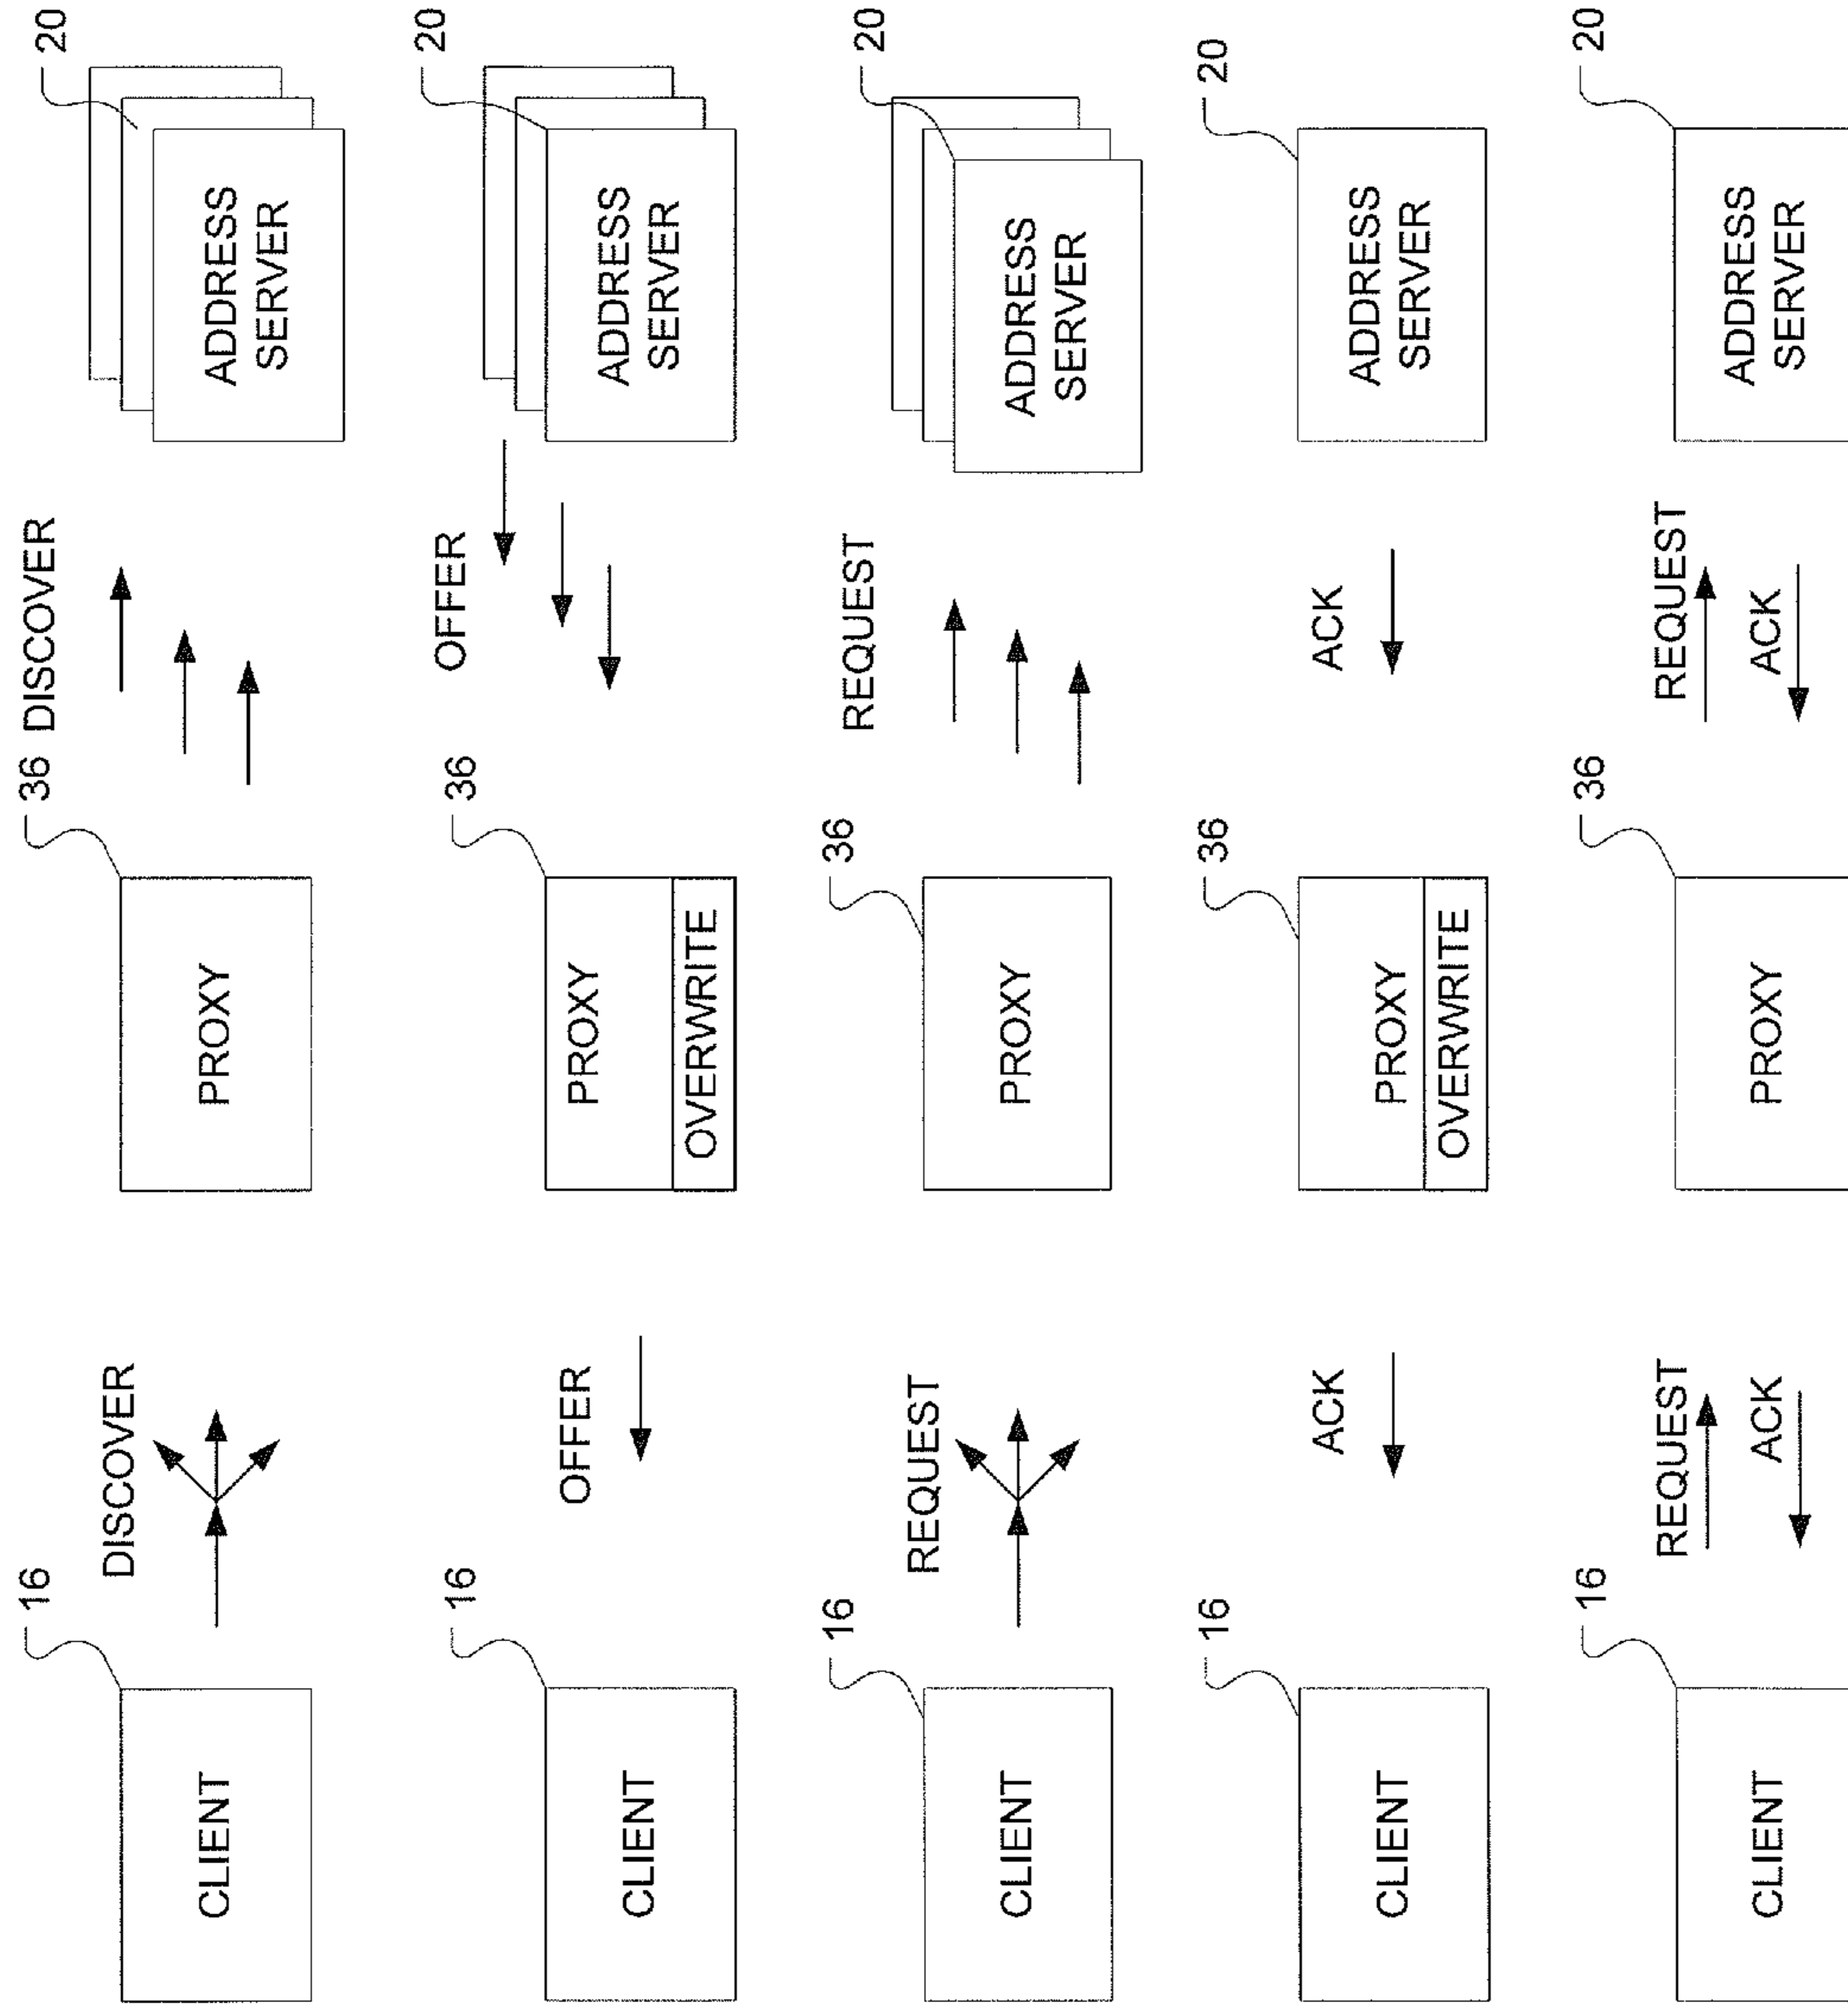 16
DISCOVER
36
DISCOVER
20
CLIENT
PROXY
ADDRESS
SERVER
16
OFFER
36
OFFER
20
CLIENT
PROXY
OVERWRITE
ADDRESS
SERVER
16
REQUEST
36
REQUEST
20
CLIENT
PROXY
ADDRESS
SERVER
16
ACK
36
ACK
20
CLIENT
PROXY
OVERWRITE
ADDRESS
SERVER
16
REQUEST
ACK
36
REQUEST
ACK
20
CLIENT
PROXY
ADDRESS
SERVER